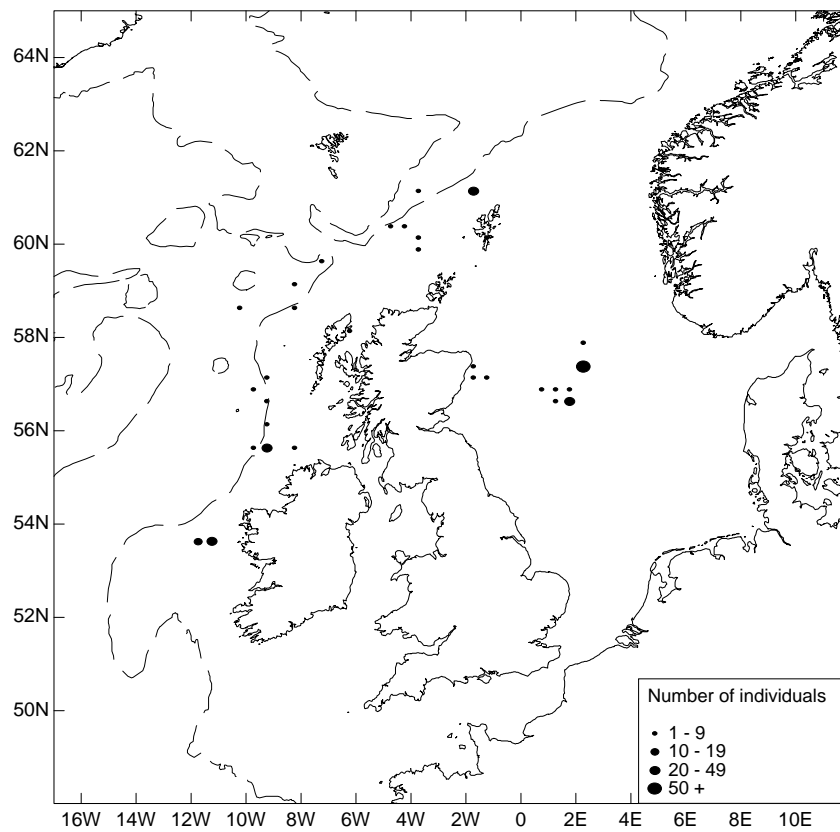 64N
62N
60N
58N
56N
54N
52N
50N
Number of individuals
1 - 9
10 - 19
20 - 49
50 +
16W 14W 12W 10W 8W 6W 4W 2W 0 2E 4E 6E 8E 10E